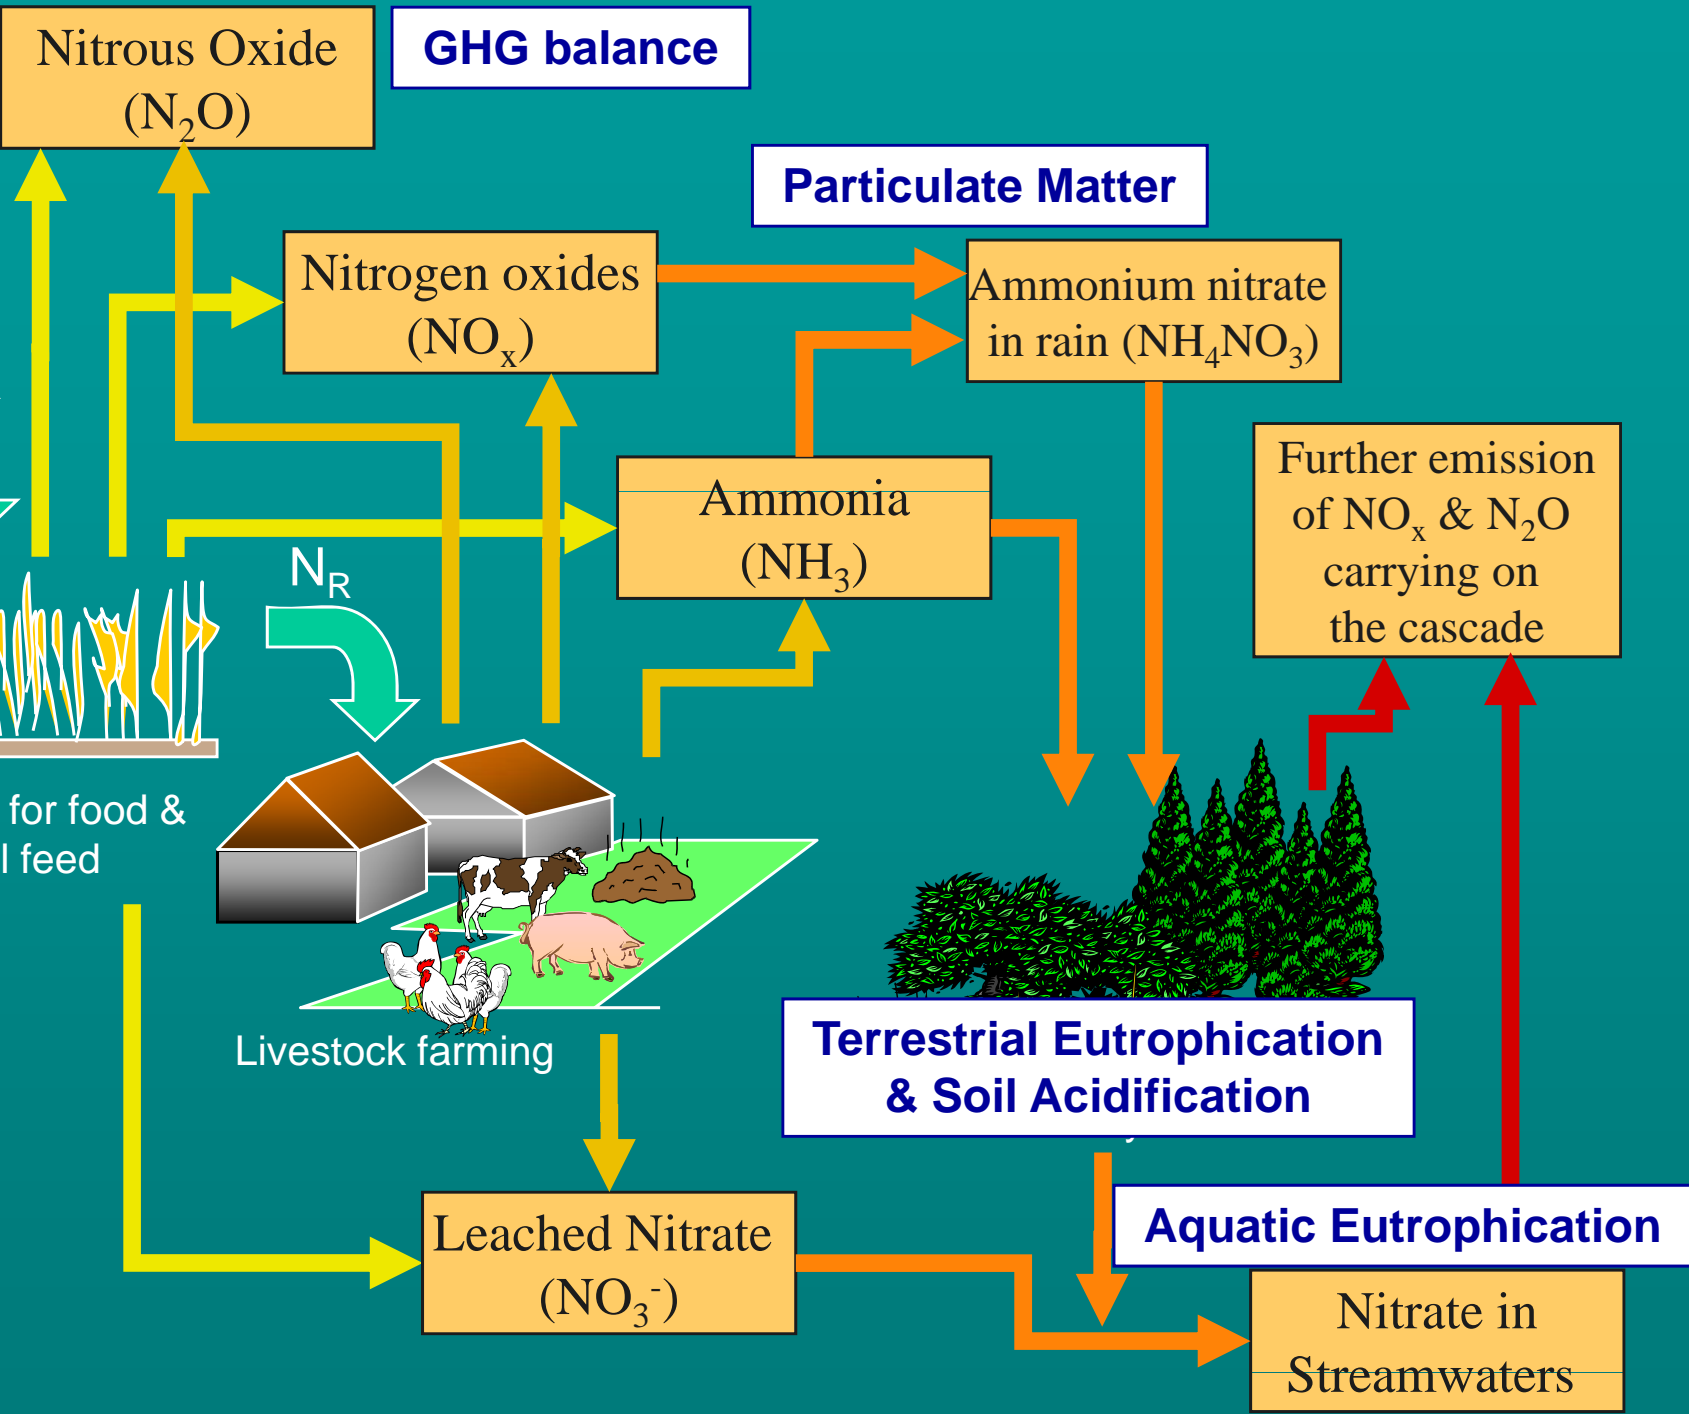 Nitrous Oxide
(N₂O)
GHG balance
Particulate Matter
Nitrogen oxides
(NOₓ)
Ammonium nitrate
in rain (NH₄NO₃)
Ammonia
(NH₃)
Further emission
of NOₓ & N₂O
carrying on
the cascade
N_R
for food &
l feed
Livestock farming
Terrestrial Eutrophication
& Soil Acidification
Leached Nitrate
(NO₃⁻)
Aquatic Eutrophication
Nitrate in
Streamwaters